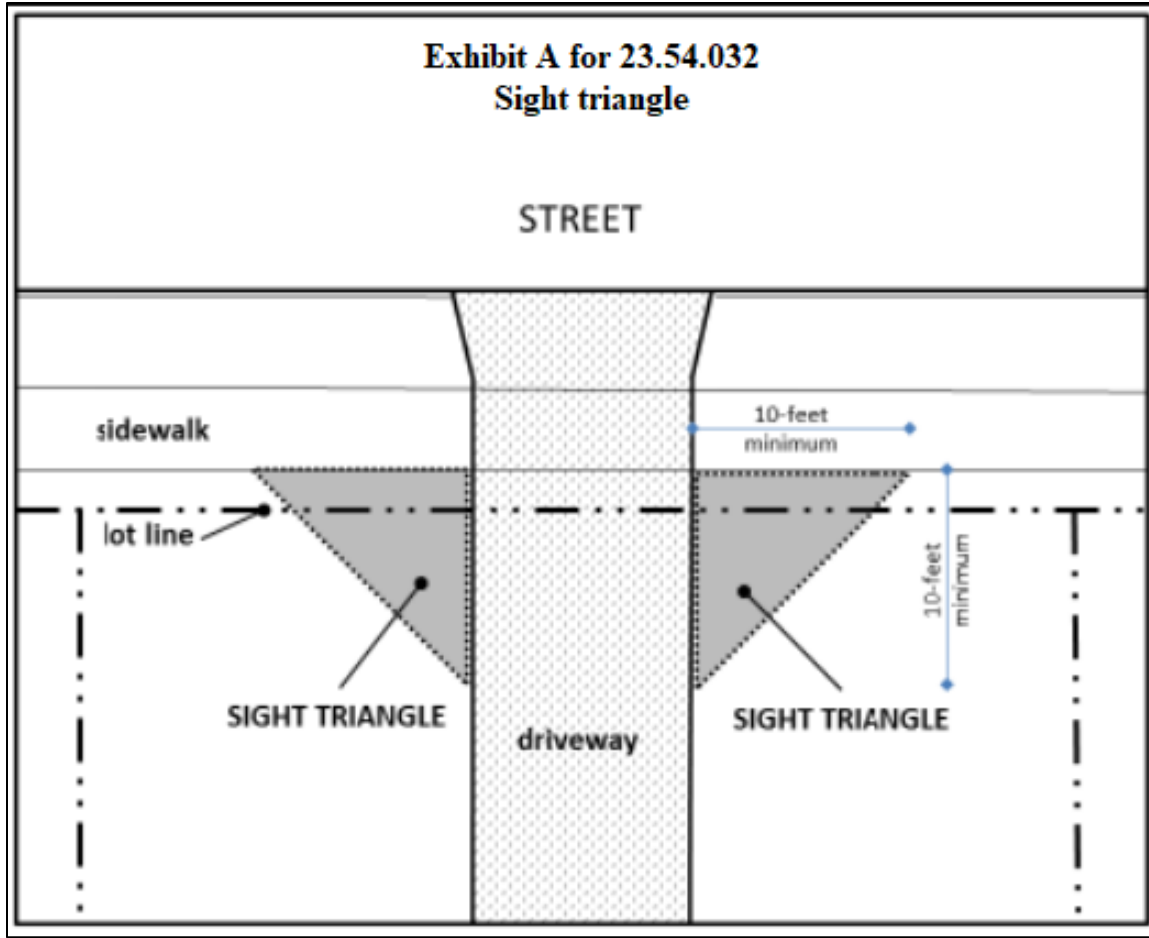 Exhibit A for 23.54.032
Sight triangle
STREET
sidewalk
10-feet
minimum
lot line
10-feet
minimum
SIGHT TRIANGLE
SIGHT TRIANGLE
driveway